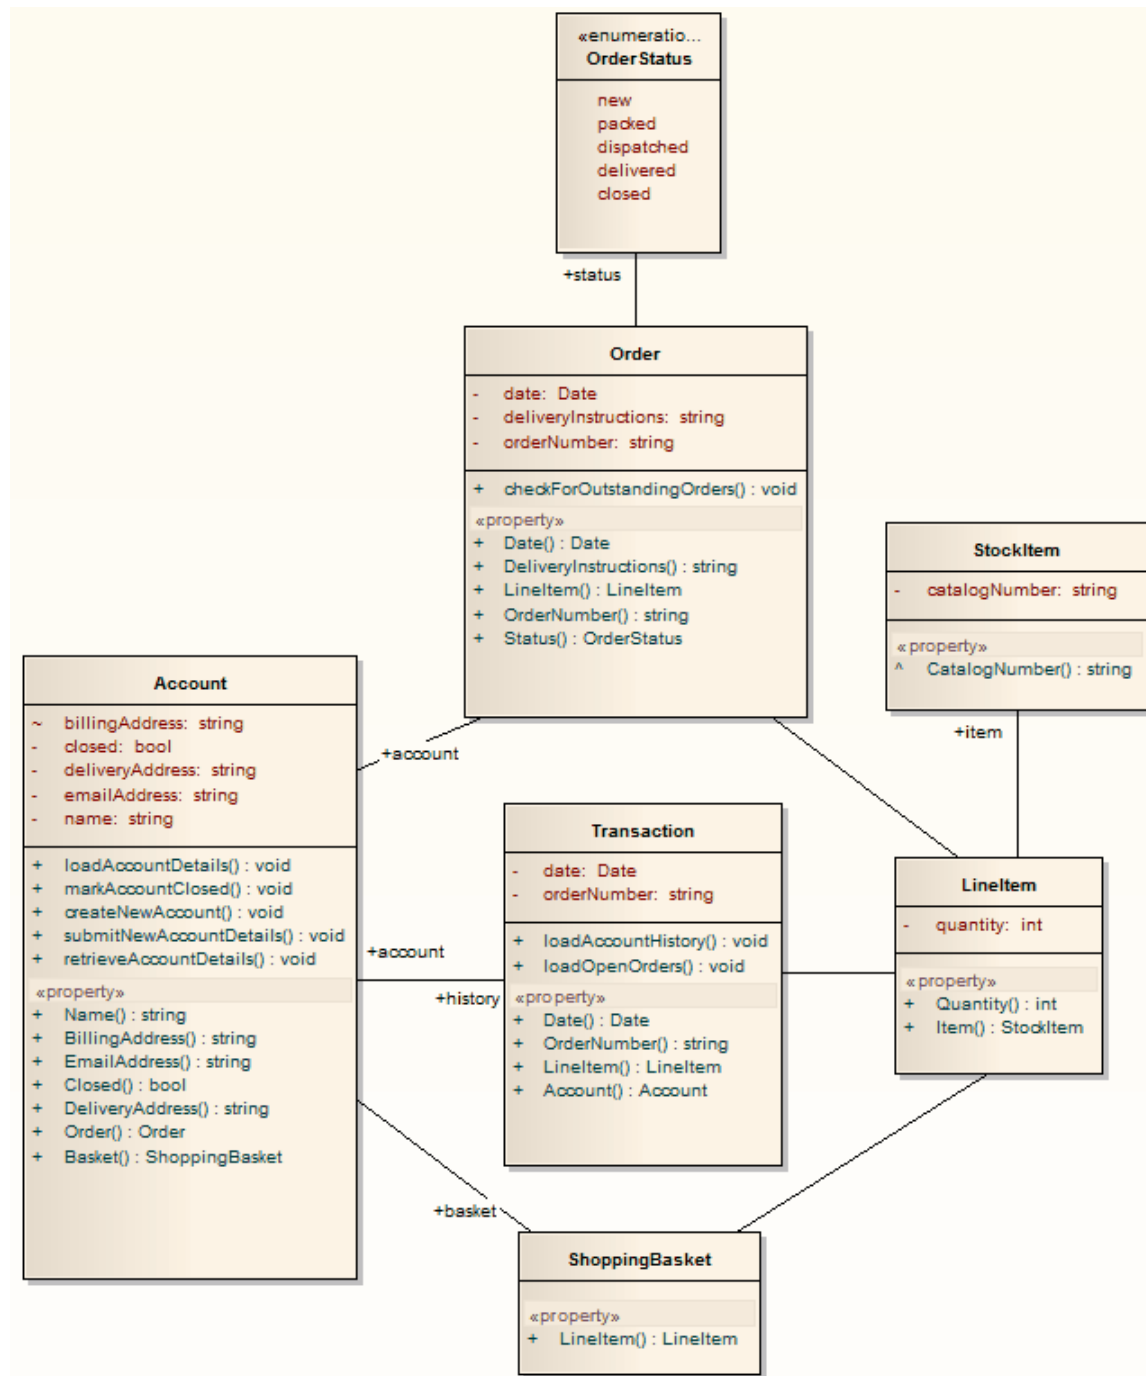 «enumeratio...
OrderStatus
new
packed
dispatched
delivered
closed
+status
Order
- date: Date
- deliveryInstructions: string
- orderNumber: string
+ checkForOutstandingOrders() : void
«property»
+ Date() : Date
+ DeliveryInstructions() : string
+ LineItem() : LineItem
+ OrderNumber() : string
+ Status() : OrderStatus
StockItem
- catalogNumber: string
«property»
^ CatalogNumber() : string
+item
Account
~ billingAddress: string
- closed: bool
- deliveryAddress: string
- emailAddress: string
- name: string
+ loadAccountDetails() : void
+ markAccountClosed() : void
+ createNewAccount() : void
+ submitNewAccountDetails() : void
+ retrieveAccountDetails() : void
«property»
+ Name() : string
+ BillingAddress() : string
+ EmailAddress() : string
+ Closed() : bool
+ DeliveryAddress() : string
+ Order() : Order
+ Basket() : ShoppingBasket
+account
+account
+history
+basket
Transaction
- date: Date
- orderNumber: string
+ loadAccountHistory() : void
+ loadOpenOrders() : void
«property»
+ Date() : Date
+ OrderNumber() : string
+ LineItem() : LineItem
+ Account() : Account
LineItem
- quantity: int
«property»
+ Quantity() : int
+ Item() : StockItem
ShoppingBasket
«property»
+ LineItem() : LineItem